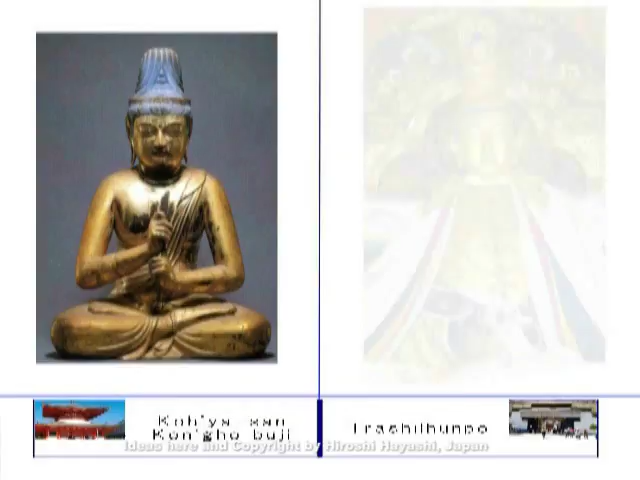 Koh'ya san
Kon'gho buji
Trashilhunpo
Ideas here and Copyright by Hiroshi Hayashi, Japan